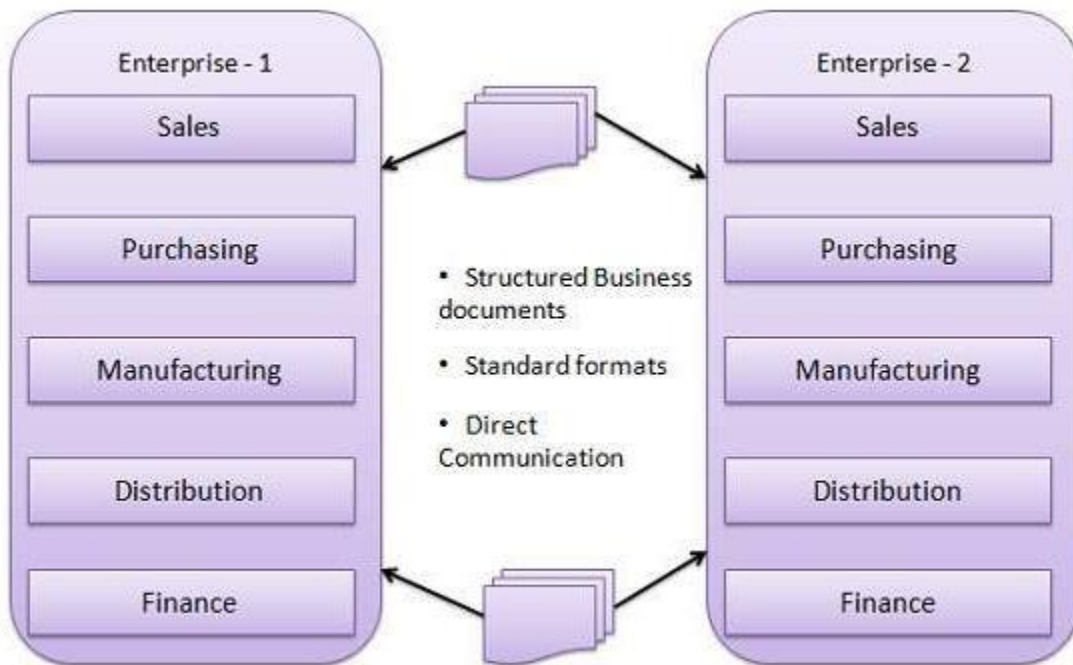 Enterprise - 1
Sales
Purchasing
Manufacturing
Distribution
Finance
• Structured Business
documents
• Standard formats
• Direct
Communication
Enterprise - 2
Sales
Purchasing
Manufacturing
Distribution
Finance